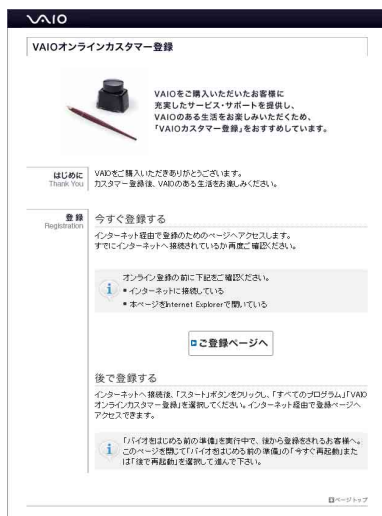 VAIO
VAIOオンラインカスタマー登録
VAIOをご購入いただいたお客様に
充実したサービス・サポートを提供し、
VAIOのある生活をお楽しみいただくため、
「VAIOカスタマー登録」をおすすめしています。
はじめに
Thank You
VAIOをご購入いただきありがとうございます。
カスタマー登録後、VAIOのある生活をお楽しみください。
登録
Registration
今すぐ登録する
インターネット経由で登録のためのページへアクセスします。
すでにインターネットへ接続されているか再度ご確認ください。
オンライン登録の前に下記をご確認ください。
■インターネットに接続している
■本ページをInternet Explorerで開いている
ご登録ページへ
後で登録する
インターネットへ接続後、「スタート」ボタンをクリックし、「すべてのプログラム」「VAIO
オンラインカスタマー登録」を選択してください。インターネット経由で登録ページへ
アクセスできます。
「バイオをはじめる前の準備」を実行中で、後から登録をされるお客様へ。
このページを閉じて「バイオをはじめる前の準備」の「今すぐ再起動」また
は「後で再起動」を選択して進んで下さい。
ページトップ